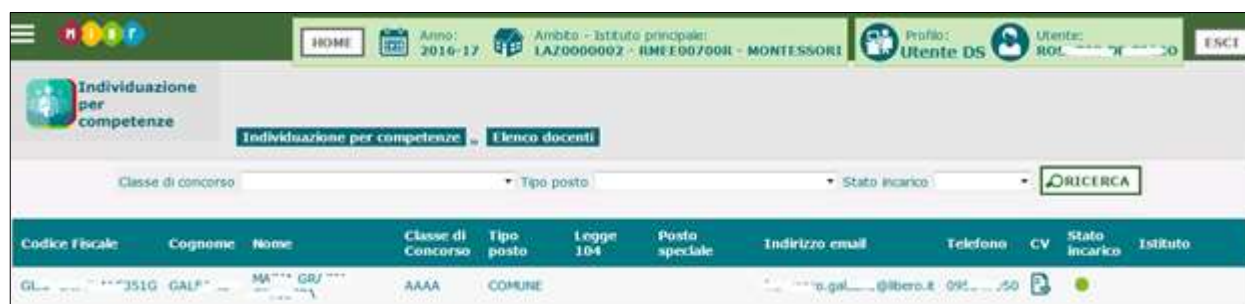 MIUR
HOME
Anno:
2016-17
Ambito - Istituto principale:
LAZ0000002 - RMEE00700R - MONTESSORI
Profilo:
Utente DS
Utente:
ESCI
Individuazione
per
competenze
Individuazione per competenze » Elenco docenti
Classe di concorso Tipo posto Stato incarico RICERCA
Codice Fiscale Cognome Nome Classe di Concorso Tipo posto Legge 104 Posto speciale Indirizzo email Telefono CV Stato incarico Istituto
AAAA COMUNE @libero.it